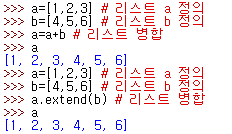 >>> a=[1,2,3] # 리스트 a 정의
>>> b=[4,5,6] # 리스트 b 정의
>>> a=a+b # 리스트 병합
>>> a
[1, 2, 3, 4, 5, 6]
>>> a=[1,2,3] # 리스트 a 정의
>>> b=[4,5,6] # 리스트 b 정의
>>> a.extend(b) # 리스트 병합
>>> a
[1, 2, 3, 4, 5, 6]